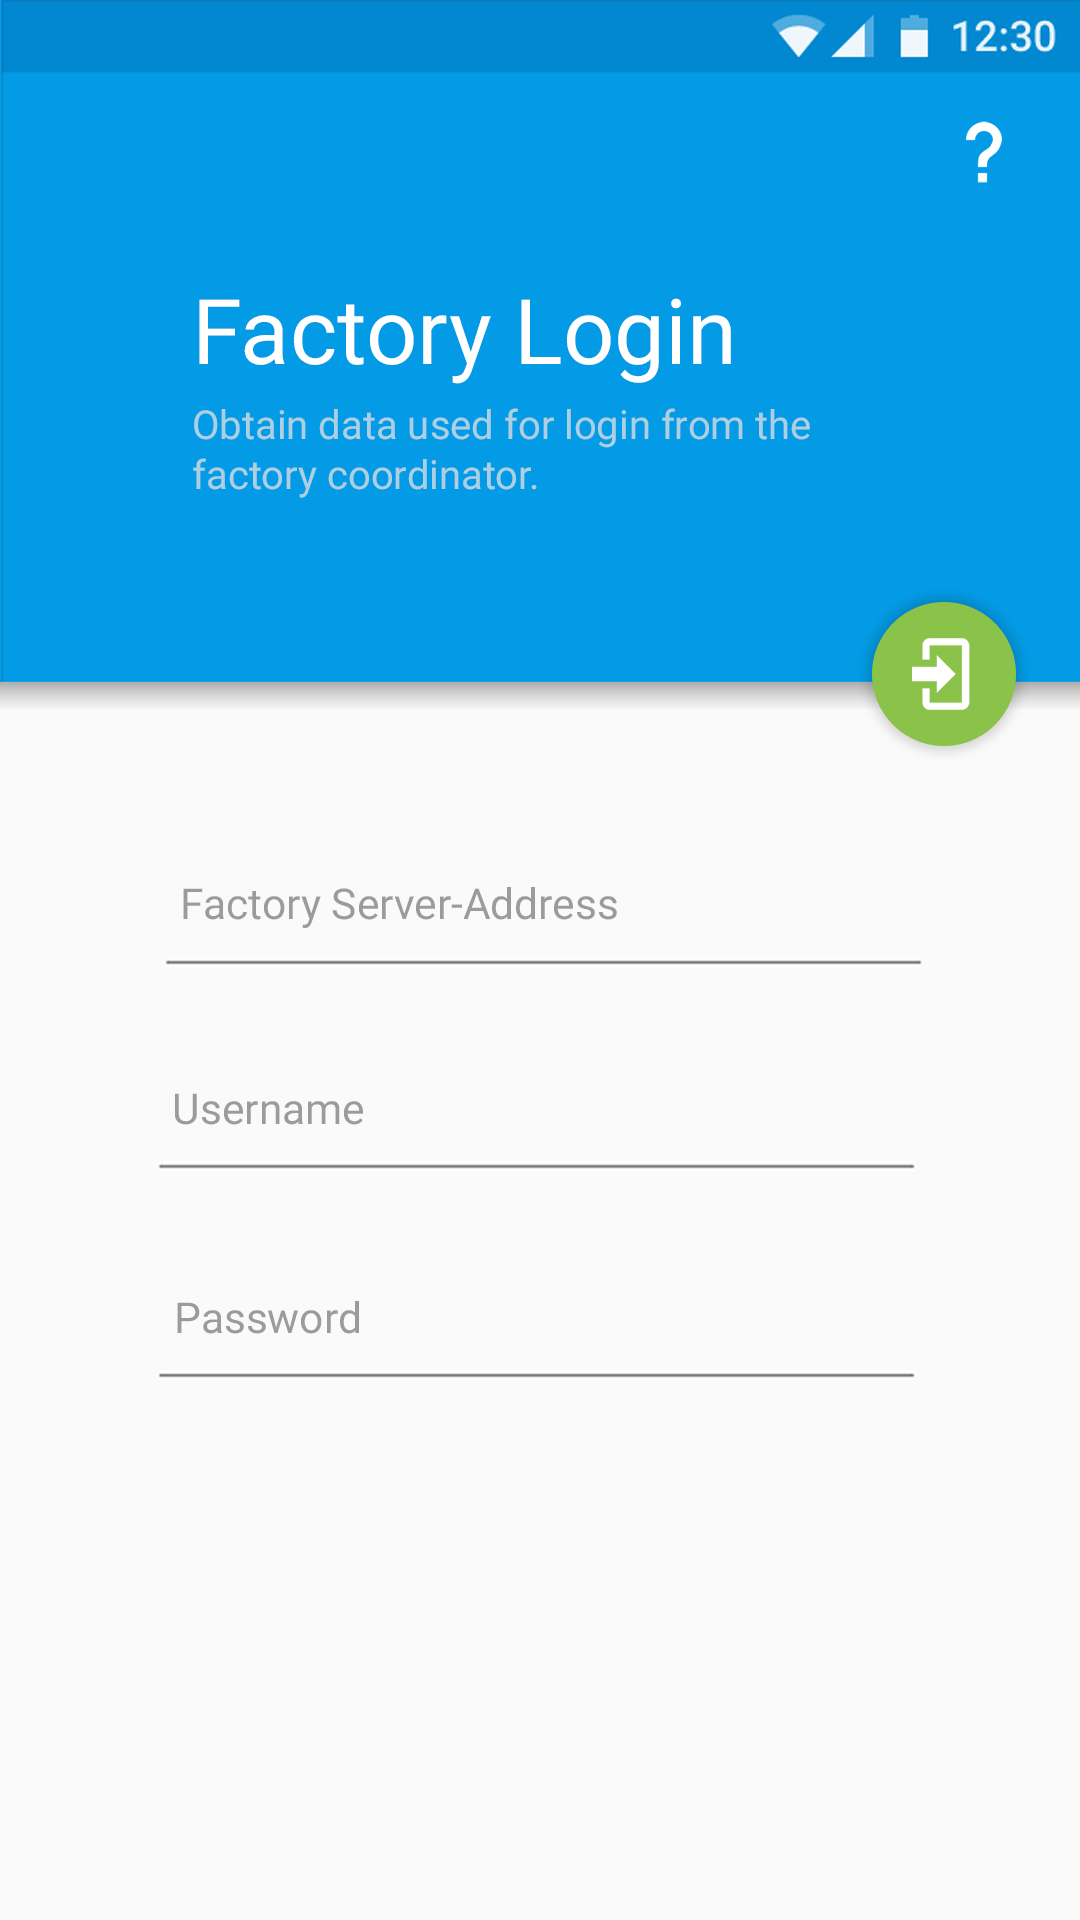 12:30
?
Factory Login
Obtain data used for login from the
factory coordinator.
Factory Server-Address
Username
Password